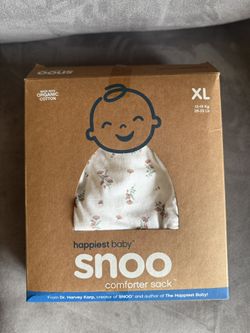 snoo
MADE WITH
ORGANIC
COTTON
XL
happiest baby
snoo
comforter sack™
From Dr. Harvey Karp, creator of SNOO® and author of The Happiest Baby!